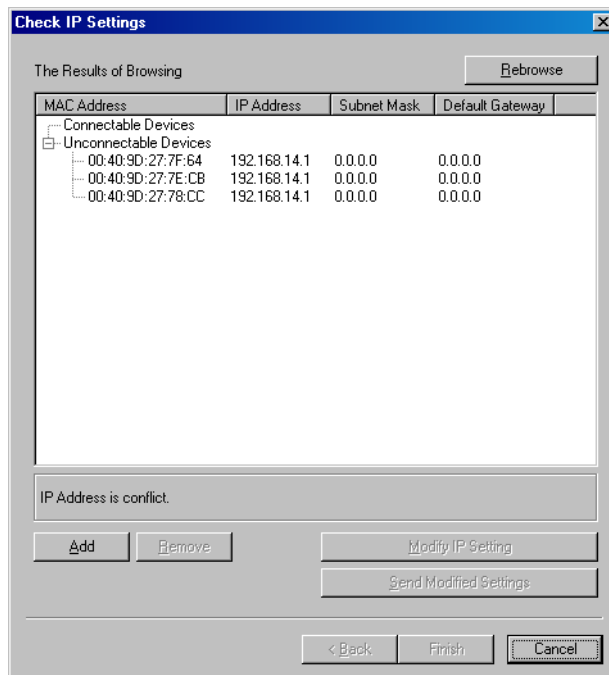 Check IP Settings
The Results of Browsing
Rebrowse
MAC Address IP Address Subnet Mask Default Gateway
Connectable Devices
Unconnectable Devices
00:40:9D:27:7F:64 192.168.14.1 0.0.0.0 0.0.0.0
00:40:9D:27:7E:CB 192.168.14.1 0.0.0.0 0.0.0.0
00:40:9D:27:78:CC 192.168.14.1 0.0.0.0 0.0.0.0
IP Address is conflict.
Add Remove Modify IP Setting
Send Modified Settings
< Back Finish Cancel